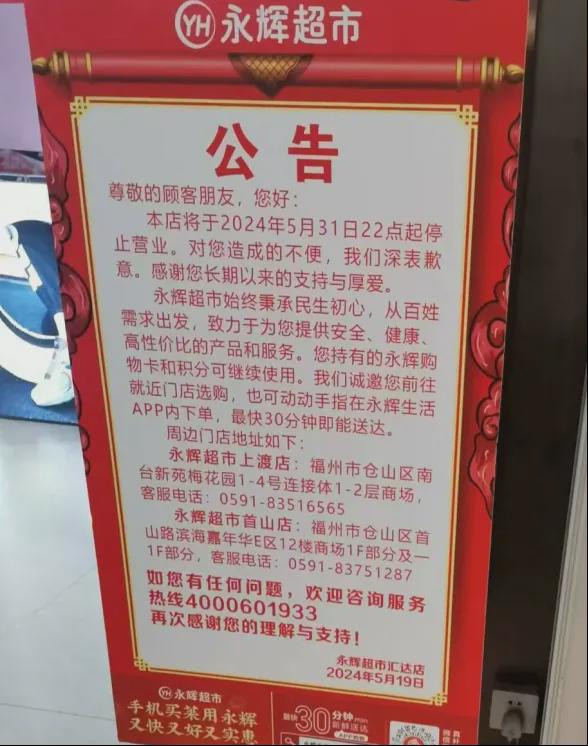 YH 永辉超市
公告
尊敬的顾客朋友，您好：
本店将于2024年5月31日22点起停
止营业。对您造成的不便，我们深表歉
意。感谢您长期以来的支持与厚爱。
永辉超市始终秉承民生初心，从百姓
需求出发，致力于为您提供安全、健康、
高性价比的产品和服务。您持有的永辉购
物卡和积分可继续使用。我们诚邀您前往
就近门店选购，也可动动手指在永辉生活
APP内下单，最快30分钟即能送达。
周边门店地址如下：
永辉超市上渡店：福州市仓山区南
台新苑梅花园1-4号连接体1-2层商场，
客服电话：0591-83516565
永辉超市首山店：福州市仓山区首
山路滨海嘉年华E区12楼商场1F部分及一
1F部分，客服电话：0591-83751287
如您有任何问题，欢迎咨询服务
热线4000601933
再次感谢您的理解与支持！
永辉超市汇达店
2024年5月19日
YH 永辉超市
手机买菜用永辉
又快又好又实惠
最快30分钟min
新鲜送达